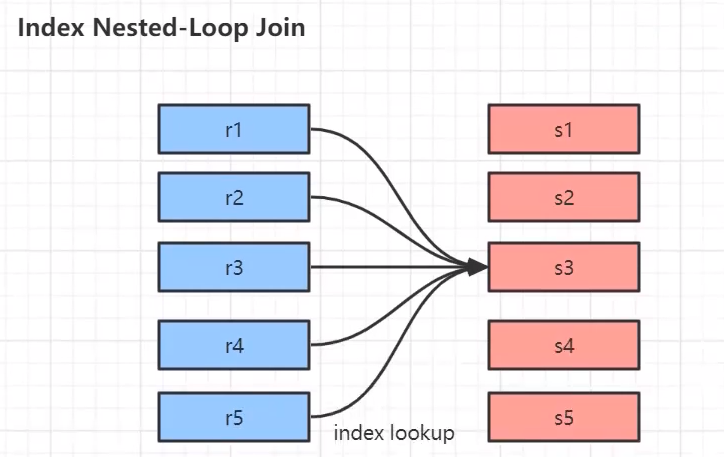 Index Nested-Loop Join
r1
s1
r2
s2
r3
s3
r4
s4
r5
s5
index lookup